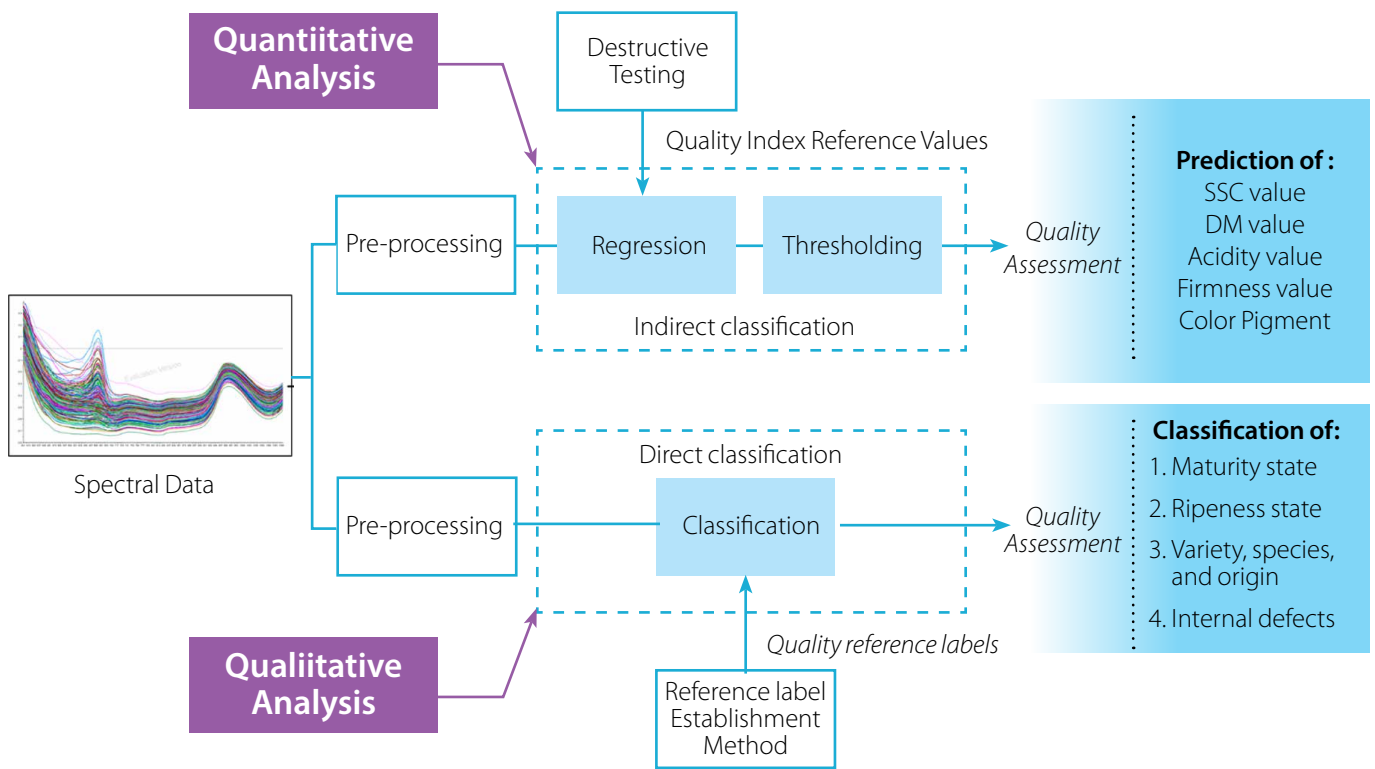 Quantiitative
Analysis
Destructive
Testing
Quality Index Reference Values
Pre-processing
Regression
Thresholding
Indirect classification
Quality
Assessment
Prediction of :
SSC value
DM value
Acidity value
Firmness value
Color Pigment
Spectral Data
Direct classification
Pre-processing
Classification
Quality
Assessment
Classification of:
1. Maturity state
2. Ripeness state
3. Variety, species,
and origin
4. Internal defects
Qualiitative
Analysis
Quality reference labels
Reference label
Establishment
Method